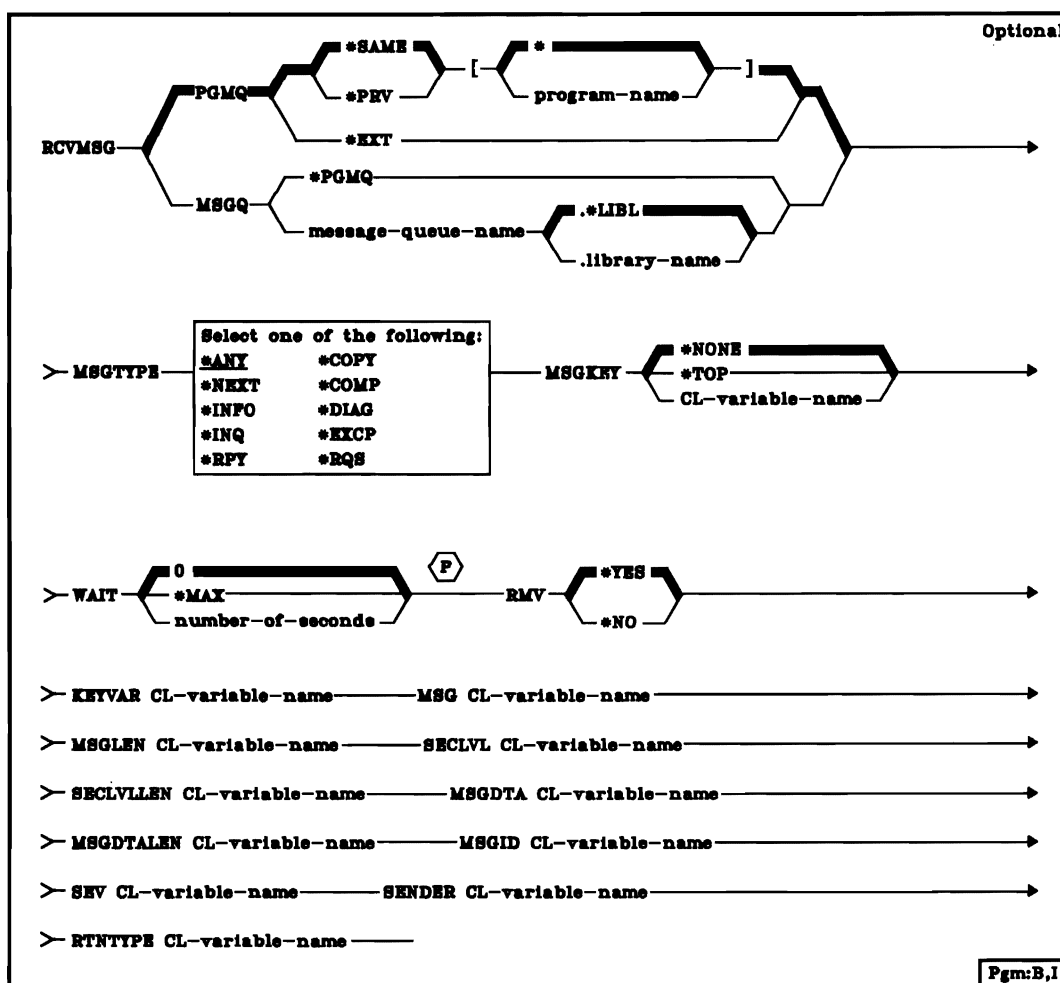 Optional
*SAME [ * ]
PGMQ *PRV program-name
*EXT
RCVMSG
*PGMQ
MSGQ .*LIBL
message-queue-name
.library-name
Select one of the following:
MSGTYPE *ANY *COPY MSGKEY *NONE
*NEXT *COMP *TOP
*INFO *DIAG CL-variable-name
*INQ *EXCP
*RPY *RQS
0 P *YES
WAIT *MAX RMV
number-of-seconds *NO
KEYVAR CL-variable-name MSG CL-variable-name
MSGLEN CL-variable-name SECLVL CL-variable-name
SECLVLLEN CL-variable-name MSGDTA CL-variable-name
MSGDTALEN CL-variable-name MSGID CL-variable-name
SEV CL-variable-name SENDER CL-variable-name
RTNTYPE CL-variable-name
Pgm:B,I